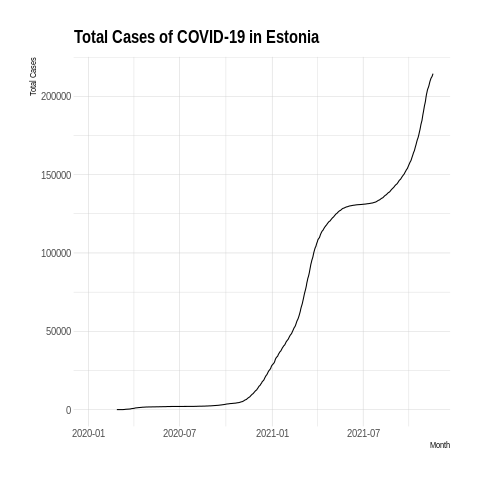 Total Cases of COVID-19 in Estonia
Total Cases
200000
150000
100000
50000
0
2020-01 2020-07 2021-01 2021-07
Month